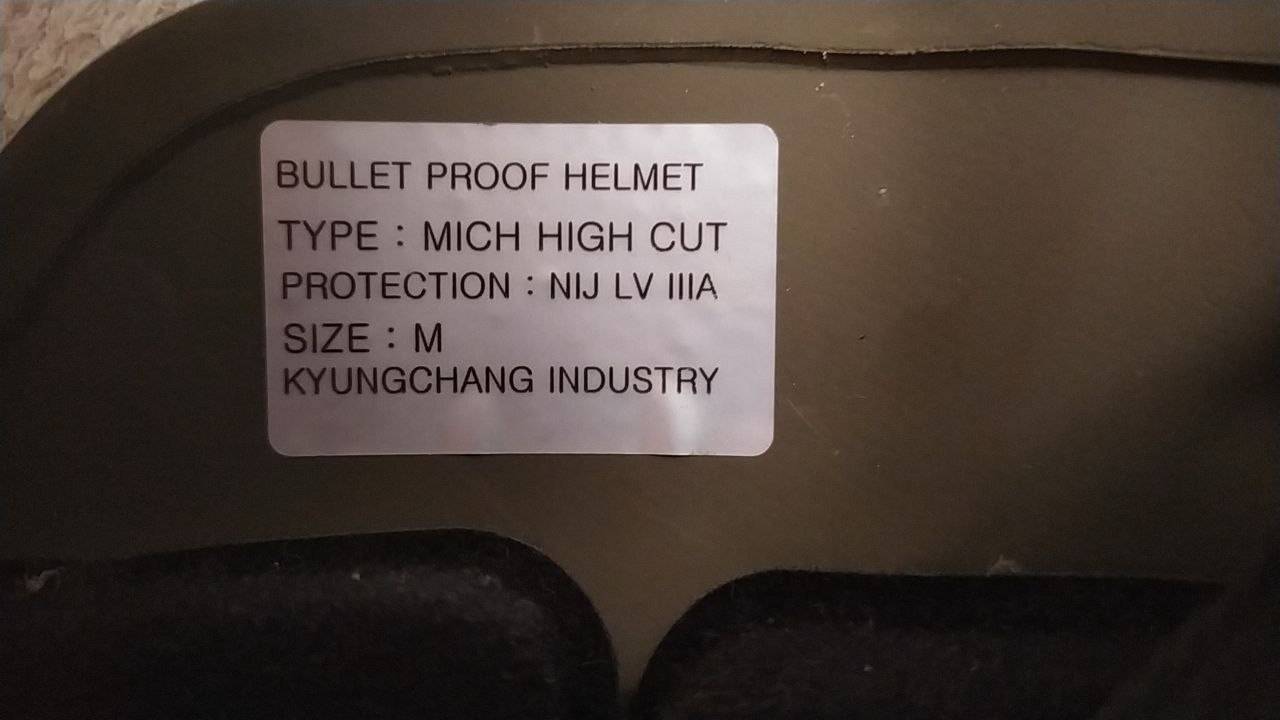 BULLET PROOF HELMET
TYPE : MICH HIGH CUT
PROTECTION : NIJ LV IIIA
SIZE : M
KYUNGCHANG INDUSTRY